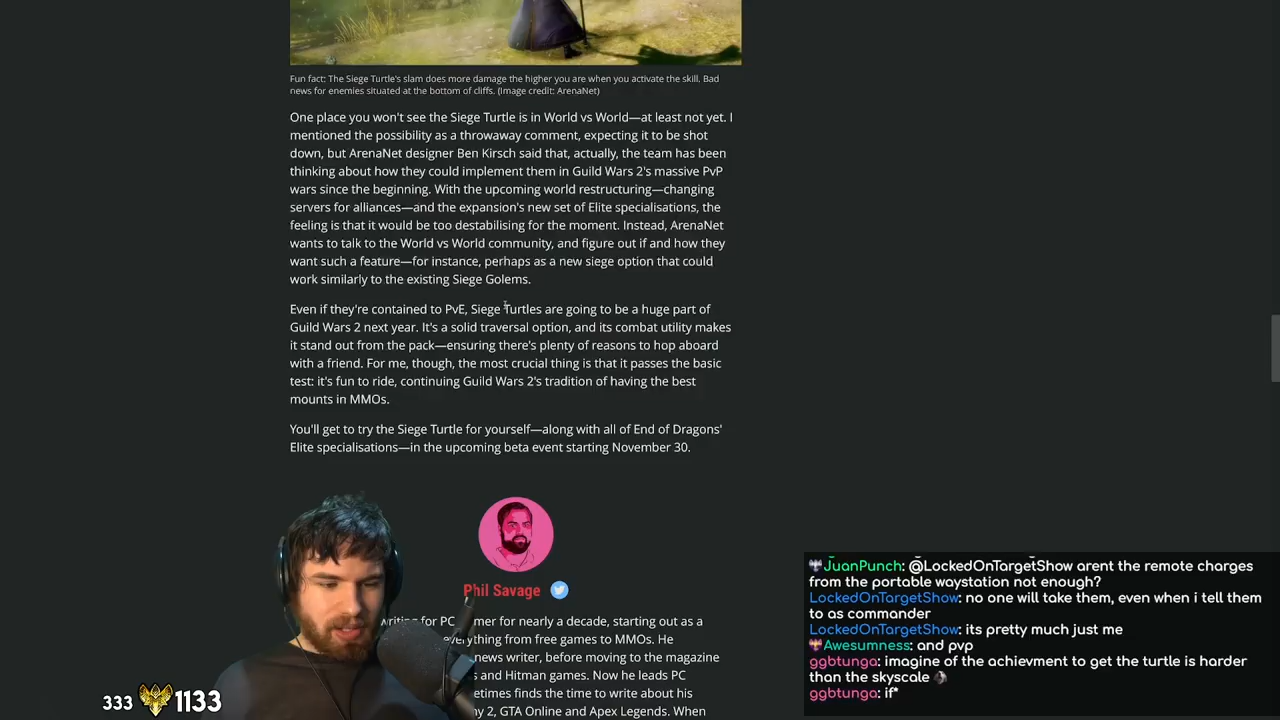 Fun fact: The Siege Turtle's slam does more damage the higher you are when you activate the skill. Bad
news for enemies situated at the bottom of cliffs. (Image credit: ArenaNet)
One place you won't see the Siege Turtle is in World vs World—at least not yet. I
mentioned the possibility as a throwaway comment, expecting it to be shot
down, but ArenaNet designer Ben Kirsch said that, actually, the team has been
thinking about how they could implement them in Guild Wars 2's massive PvP
wars since the beginning. With the upcoming world restructuring—changing
servers for alliances—and the expansion's new set of Elite specialisations, the
feeling is that it would be too destabilising for the moment. Instead, ArenaNet
wants to talk to the World vs World community, and figure out if and how they
want such a feature—for instance, perhaps as a new siege option that could
work similarly to the existing Siege Golems.
Even if they're contained to PvE, Siege Turtles are going to be a huge part of
Guild Wars 2 next year. It's a solid traversal option, and its combat utility makes
it stand out from the pack—ensuring there's plenty of reasons to hop aboard
with a friend. For me, though, the most crucial thing is that it passes the basic
test: it's fun to ride, continuing Guild Wars 2's tradition of having the best
mounts in MMOs.
You'll get to try the Siege Turtle for yourself—along with all of End of Dragons'
Elite specialisations—in the upcoming beta event starting November 30.
Phil Savage
writing for PC
mer for nearly a decade, starting out as a
erything from free games to MMOs. He
news writer, before moving to the magazine
s and Hitman games. Now he leads PC
etimes finds the time to write about his
ny 2, GTA Online and Apex Legends. When
333 1133
JuanPunch: @LockedOnTargetShow arent the remote charges
from the portable waystation not enough?
LockedOnTargetShow: no one will take them, even when i tell them
to as commander
LockedOnTargetShow: its pretty much just me
Awesumness: and pvp
ggbtunga: imagine of the achievment to get the turtle is harder
than the skyscale
ggbtunga: if*